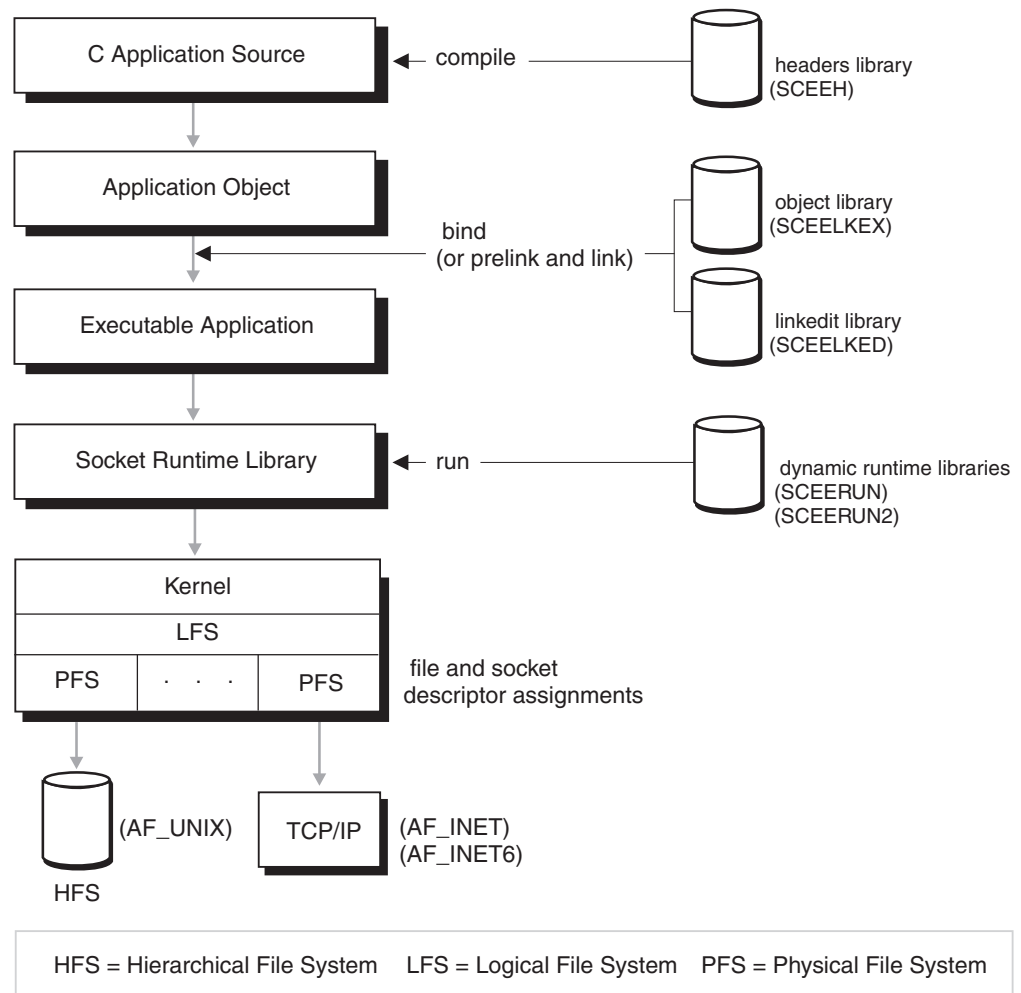 C Application Source
compile
headers library
(SCEEH)
Application Object
object library
(SCEELKEX)
bind
(or prelink and link)
Executable Application
linkedit library
(SCEELKED)
Socket Runtime Library
run
dynamic runtime libraries
(SCEERUN)
(SCEERUN2)
Kernel
LFS
PFS . . . PFS
file and socket
descriptor assignments
(AF_UNIX)
HFS
TCP/IP
(AF_INET)
(AF_INET6)
HFS = Hierarchical File System LFS = Logical File System PFS = Physical File System